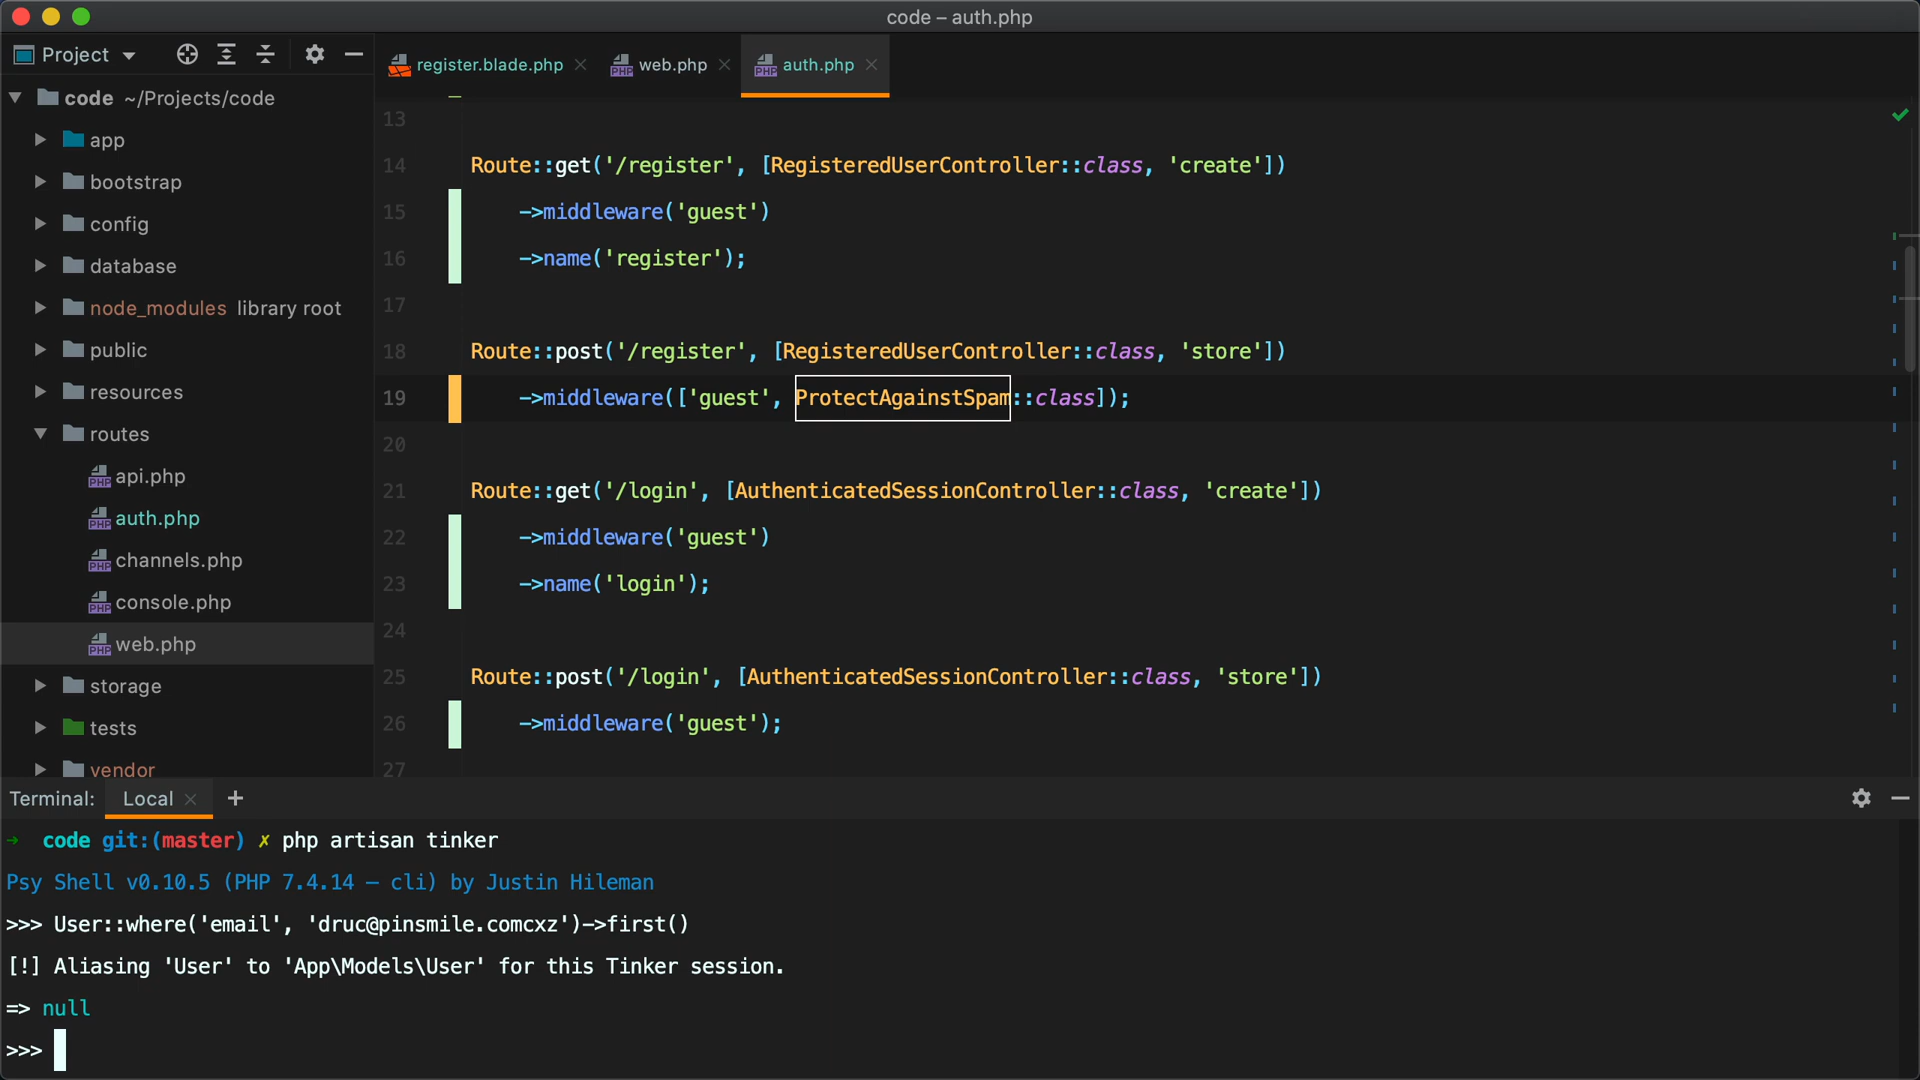 code – auth.php
Project
register.blade.php
web.php
auth.php
code ~/Projects/code
app
bootstrap
config
database
node_modules library root
public
resources
routes
api.php
auth.php
channels.php
console.php
web.php
storage
tests
vendor
13
14 Route::get('/register', [RegisteredUserController::class, 'create'])
15 ->middleware('guest')
16 ->name('register');
17
18 Route::post('/register', [RegisteredUserController::class, 'store'])
19 ->middleware(['guest', ProtectAgainstSpam::class]);
20
21 Route::get('/login', [AuthenticatedSessionController::class, 'create'])
22 ->middleware('guest')
23 ->name('login');
24
25 Route::post('/login', [AuthenticatedSessionController::class, 'store'])
26 ->middleware('guest');
27
Terminal: Local +
→ code git:(master) ✗ php artisan tinker
Psy Shell v0.10.5 (PHP 7.4.14 — cli) by Justin Hileman
>>> User::where('email', 'druc@pinsmile.comcxz')->first()
[!] Aliasing 'User' to 'App\Models\User' for this Tinker session.
=> null
>>>